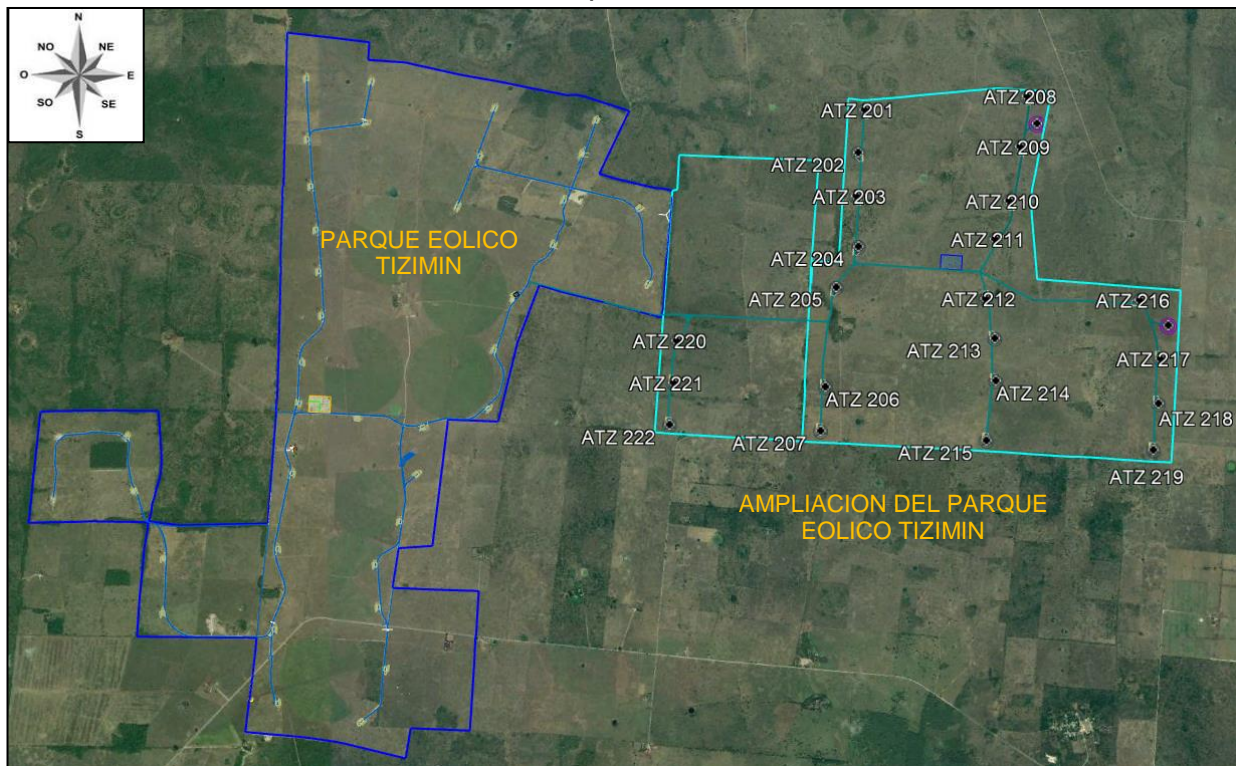 N
NO NE
O E
SO SE
S
PARQUE EOLICO
TIZIMIN
ATZ 201
ATZ 208
ATZ 202
ATZ 209
ATZ 203
ATZ 210
ATZ 211
ATZ 204
ATZ 205
ATZ 212
ATZ 216
ATZ 220
ATZ 213
ATZ 217
ATZ 221
ATZ 214
ATZ 206
ATZ 218
ATZ 222
ATZ 207
ATZ 215
ATZ 219
AMPLIACION DEL PARQUE
EOLICO TIZIMIN